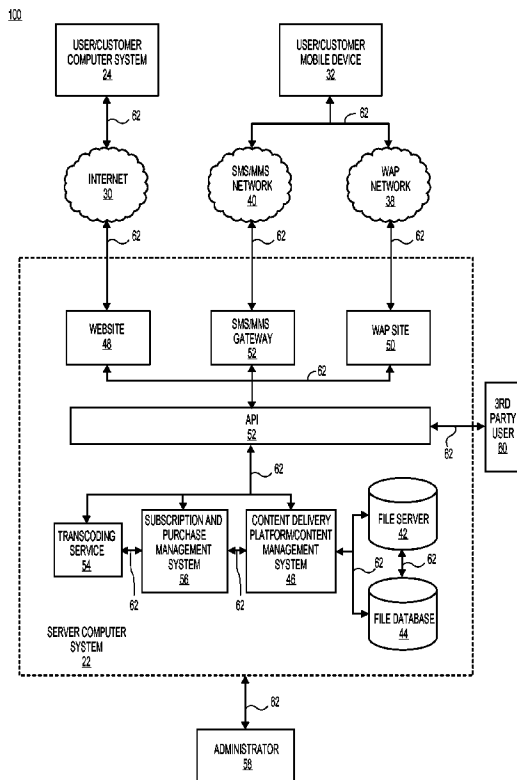 100
USER/CUSTOMER
COMPUTER SYSTEM
24
USER/CUSTOMER
MOBILE DEVICE
32
62
62
INTERNET
30
SMS/MMS
NETWORK
40
WAP
NETWORK
38
62
62
62
WEBSITE
48
SMS/MMS
GATEWAY
52
WAP SITE
50
62
API
52
62
3RD
PARTY
USER
60
62
TRANSCODING
SERVICE
54
SUBSCRIPTION AND
PURCHASE
MANAGEMENT
SYSTEM
56
CONTENT DELIVERY
PLATFORM/CONTENT
MANAGEMENT
SYSTEM
46
FILE SERVER
42
62
62
62
62
FILE DATABASE
44
SERVER COMPUTER
SYSTEM
22
62
ADMINISTRATOR
58